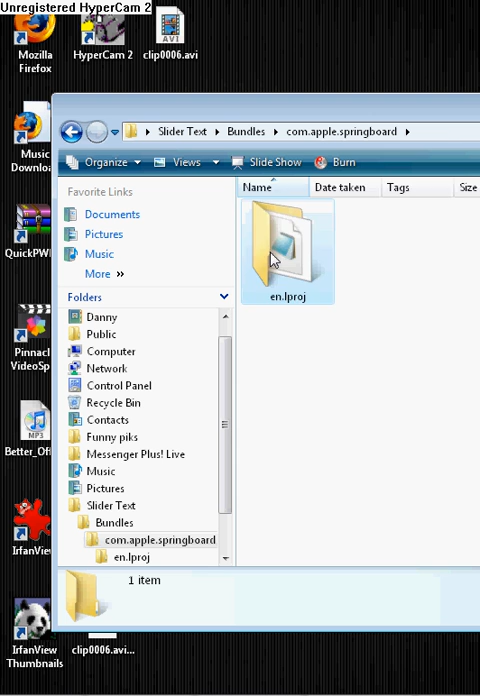 Unregistered HyperCam 2
Mozilla
Firefox
HyperCam 2
clip0006.avi
AVI
Music
Downloa
QuickPW
Pinnacl
VideoSp
MP3
Better_Of
IrfanVie
IrfanView
Thumbnails
clip0006.avi...
Slider Text
Bundles
com.apple.springboard
Organize
Views
Slide Show
Burn
Favorite Links
Documents
Pictures
Music
More »
Folders
Danny
Public
Computer
Network
Control Panel
Recycle Bin
Contacts
Funny piks
Messenger Plus! Live
Music
Pictures
Slider Text
Bundles
com.apple.springboard
en.lproj
Name
Date taken
Tags
Size
en.lproj
1 item